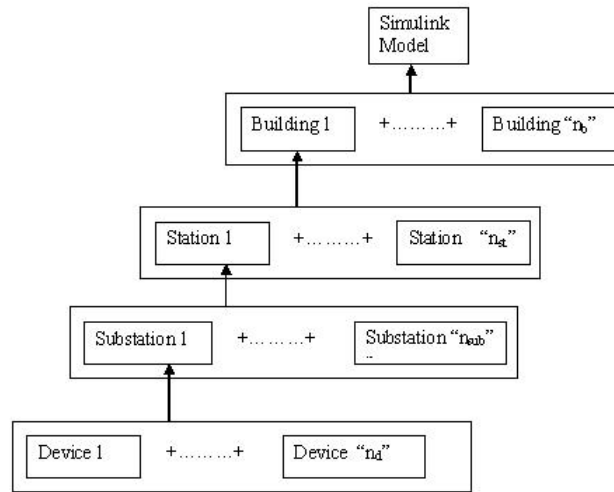 Simulink
Model
Building 1 +………+ Building “nb”
Station 1 +………+ Station “nst”
Substation 1 +………+ Substation “nsub”
..
Device 1 +………+ Device “nd”